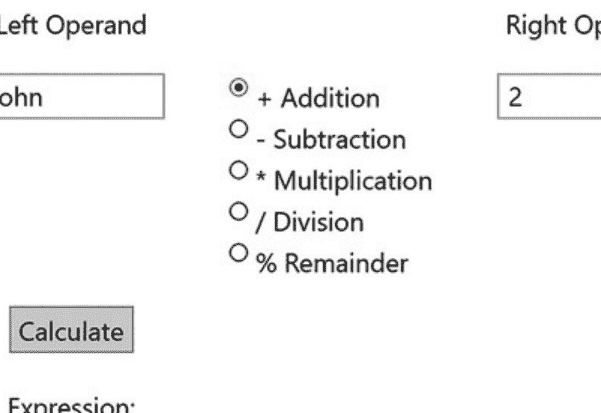 Left Operand
Right Op
ohn
2
+ Addition
- Subtraction
* Multiplication
/ Division
% Remainder
Calculate
Expression: